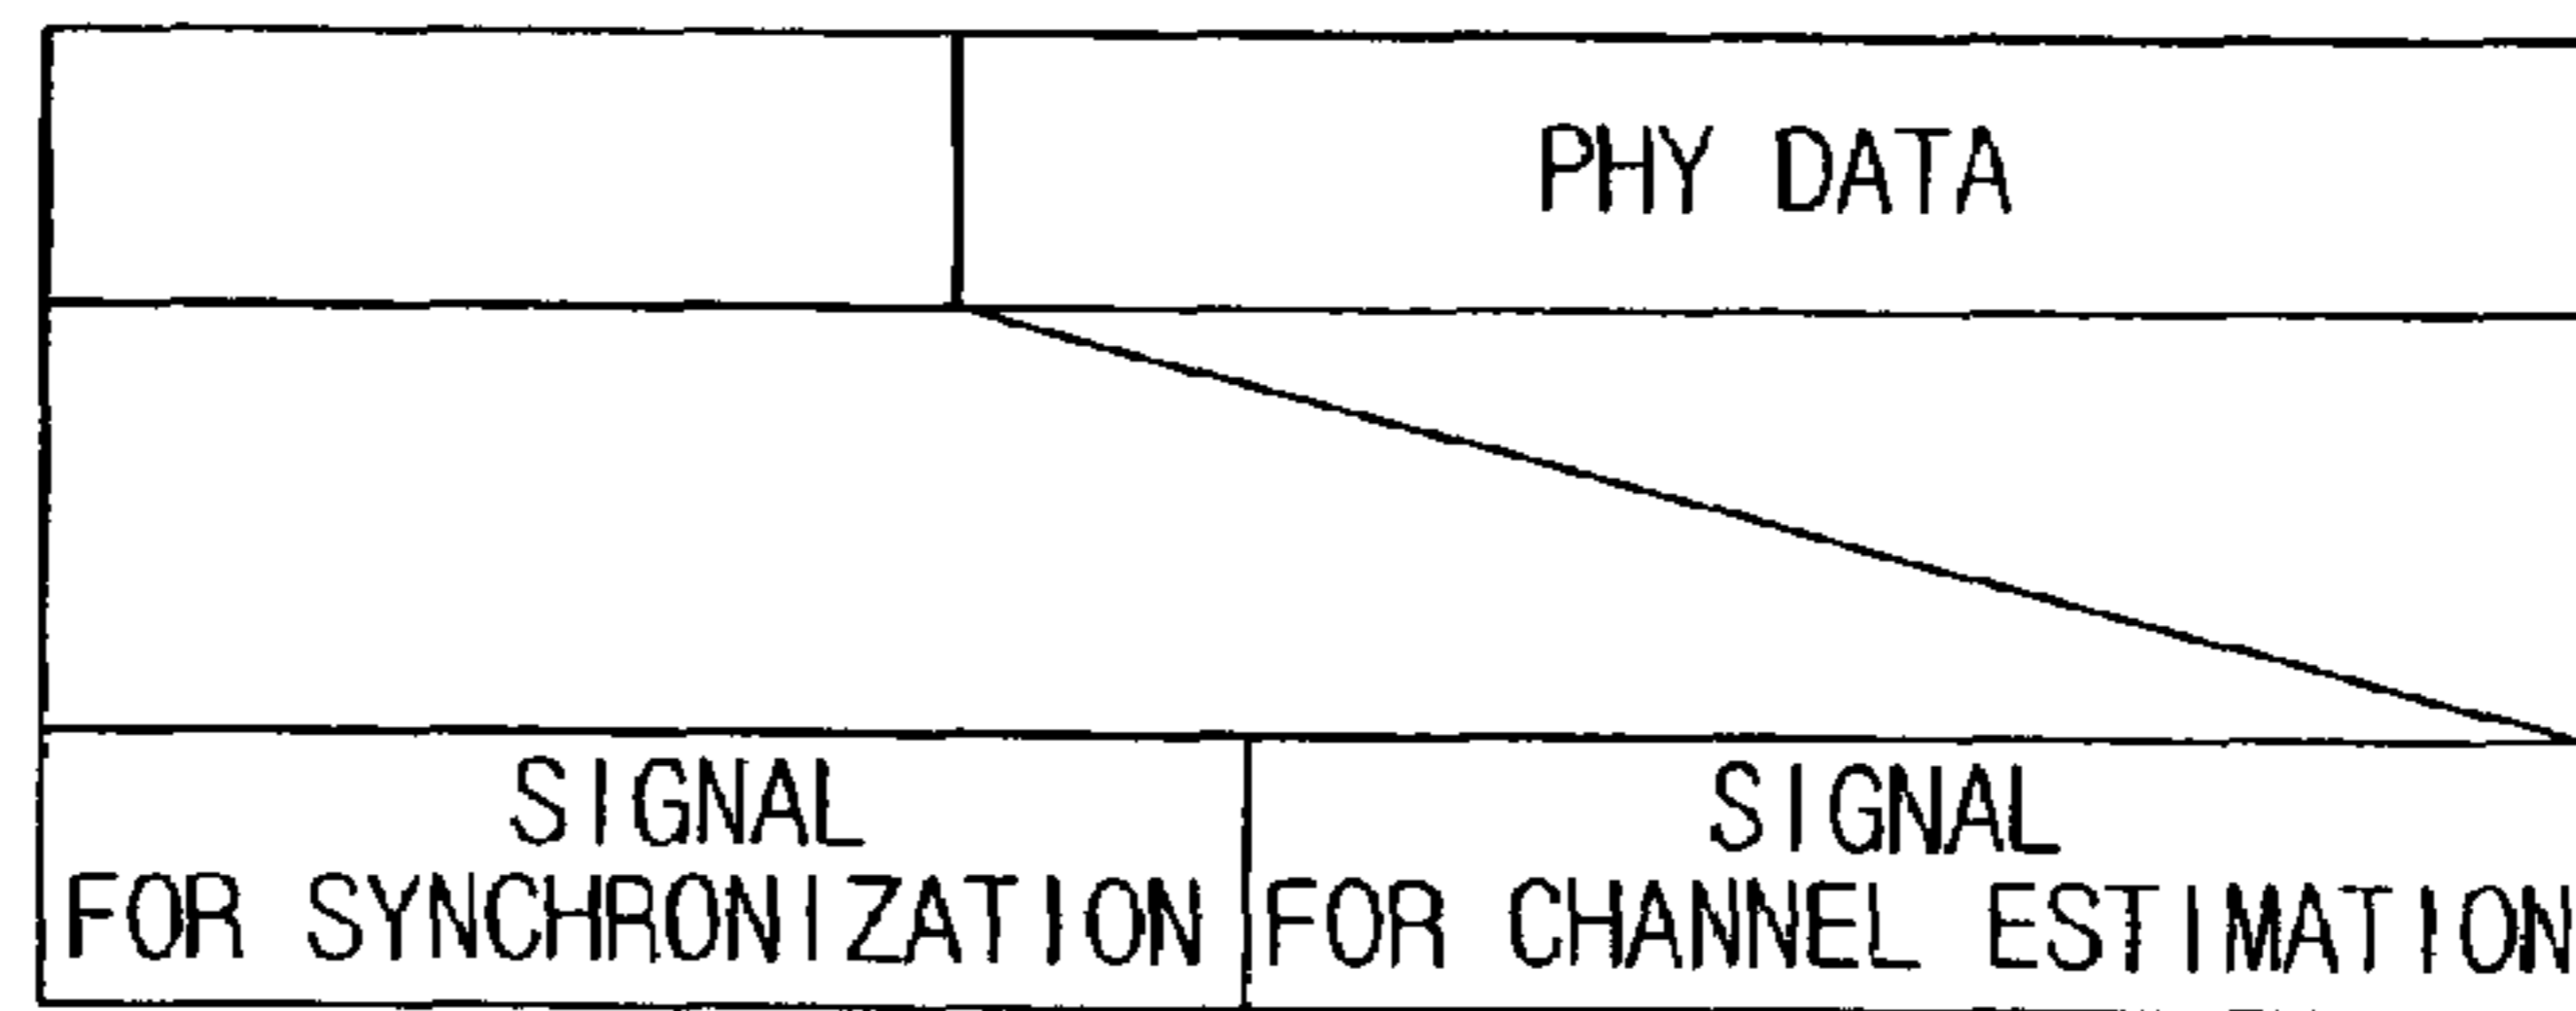 PHY DATA
SIGNAL
FOR SYNCHRONIZATION
SIGNAL
FOR CHANNEL ESTIMATION